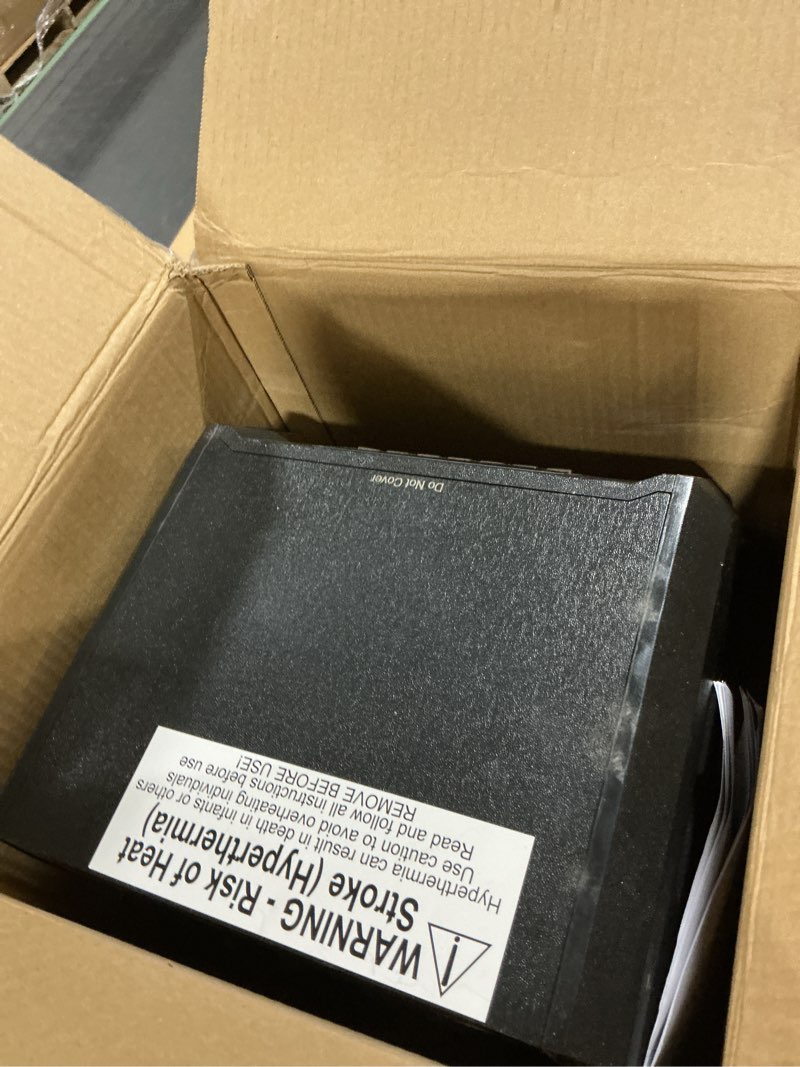 WARNING - Risk of Heat
Stroke (Hyperthermia)
Hyperthermia can result in death in infants or others
Use caution to avoid overheating individuals
Read and follow all instructions before use
REMOVE BEFORE USE!
Do Not Cover